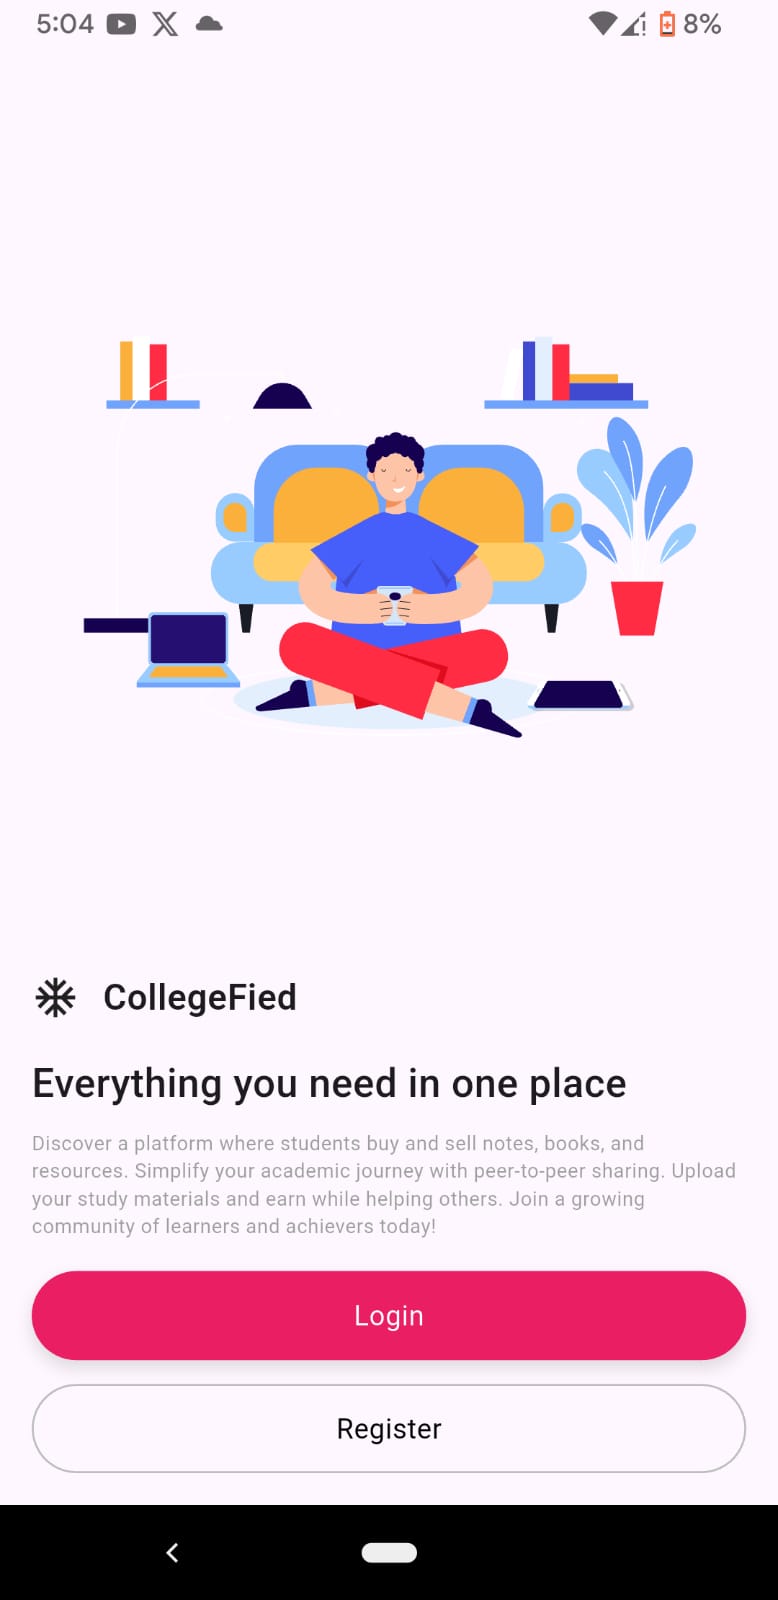 5:04 8%
CollegeFied
Everything you need in one place
Discover a platform where students buy and sell notes, books, and
resources. Simplify your academic journey with peer-to-peer sharing. Upload
your study materials and earn while helping others. Join a growing
community of learners and achievers today!
Login
Register